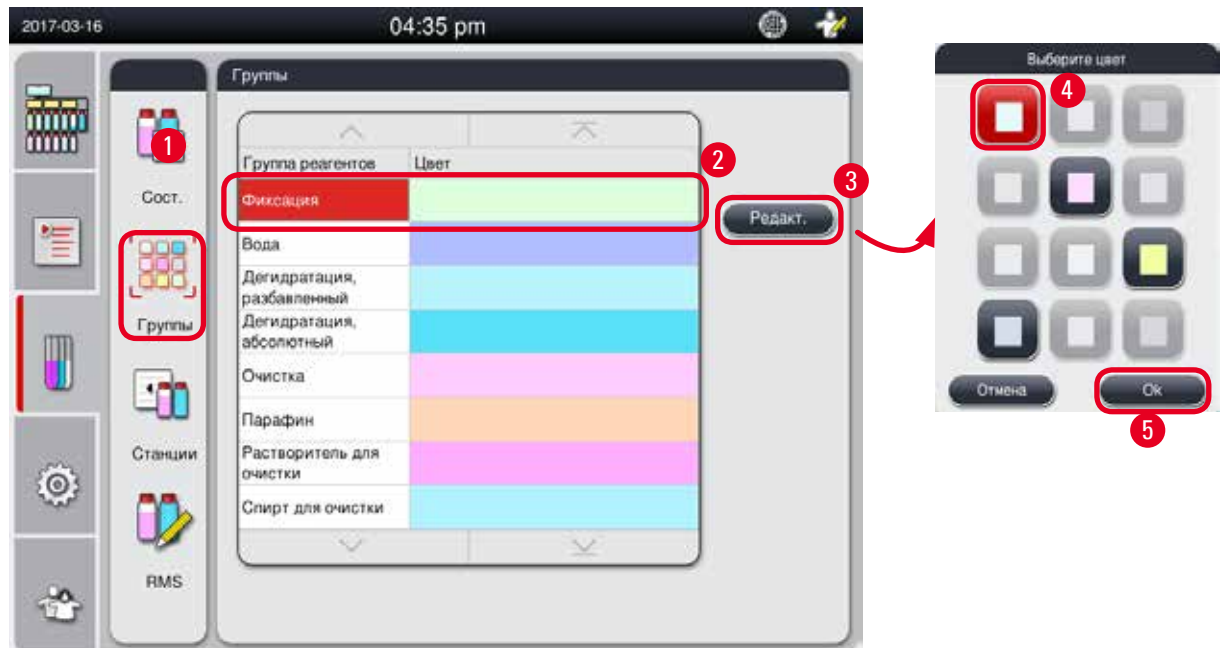 2017-03-16
04:35 pm
1
Сост.
Группы
Станции
RMS
Группы
Группа реагентов Цвет
2
Фиксация
Вода
Дегидратация,
разбавленный
Дегидратация,
абсолютный
Очистка
Парафин
Растворитель для
очистки
Спирт для очистки
3
Редакт.
Выберите цвет
4
Отмена
Ok
5